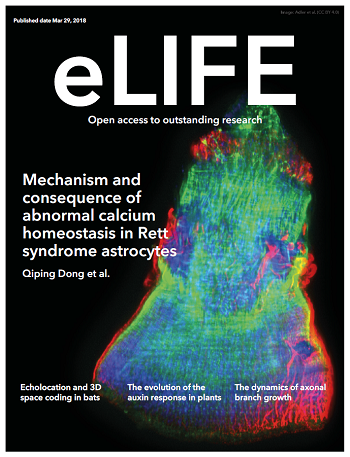 Published date Mar 29, 2018
eLIFE
Open access to outstanding research
Mechanism and
consequence of
abnormal calcium
homeostasis in Rett
syndrome astrocytes
Qiping Dong et al.
Echolocation and 3D
space coding in bats
The evolution of the
auxin response in plants
The dynamics of axonal
branch growth